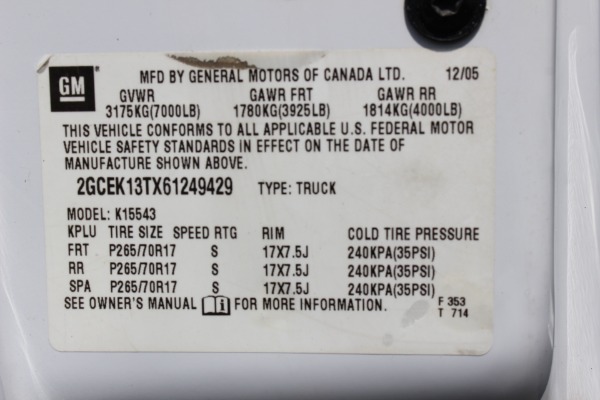 GM
MFD BY GENERAL MOTORS OF CANADA LTD. 12/05
GVWR GAWR FRT GAWR RR
3175KG(7000LB) 1780KG(3925LB) 1814KG(4000LB)
THIS VEHICLE CONFORMS TO ALL APPLICABLE U.S. FEDERAL MOTOR
VEHICLE SAFETY STANDARDS IN EFFECT ON THE DATE OF
MANUFACTURE SHOWN ABOVE.
2GCEK13TX61249429 TYPE: TRUCK
MODEL: K15543
KPLU TIRE SIZE SPEED RTG RIM COLD TIRE PRESSURE
FRT P265/70R17 S 17X7.5J 240KPA(35PSI)
RR P265/70R17 S 17X7.5J 240KPA(35PSI)
SPA P265/70R17 S 17X7.5J 240KPA(35PSI)
SEE OWNER'S MANUAL FOR MORE INFORMATION. F 353
T 714